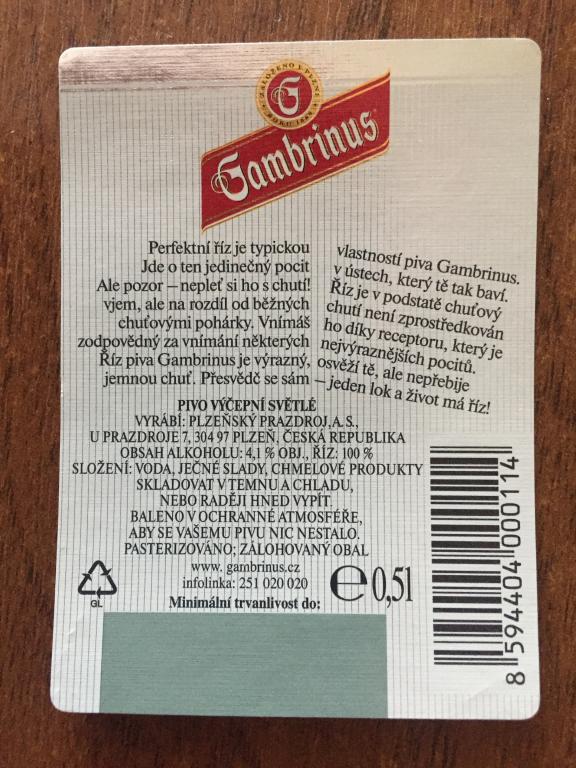 ZALOŽENO V PLZNI
G
ROKU 1869
Gambrinus
Perfektní říz je typickou vlastností piva Gambrinus.
Jde o ten jedinečný pocit v ústech, který tě tak baví.
Ale pozor – nepleť si ho s chutí! Říz je v podstatě chuťový
vjem, ale na rozdíl od běžných chutí není zprostředkován
chuťovými pohárky. Vnímáš ho díky receptoru, který je
zodpovědný za vnímání některých nejvýraznějších pocitů.
Říz piva Gambrinus je výrazný, osvěží tě, ale nepřebije
jemnou chuť. Přesvědč se sám – jeden lok a život má říz!
PIVO VÝČEPNÍ SVĚTLÉ
VYRÁBÍ: PLZEŇSKÝ PRAZDROJ, A. S.,
U PRAZDROJE 7, 304 97 PLZEŇ, ČESKÁ REPUBLIKA
OBSAH ALKOHOLU: 4,1 % OBJ., ŘÍZ: 100 %
SLOŽENÍ: VODA, JEČNÉ SLADY, CHMELOVÉ PRODUKTY
SKLADOVAT V TEMNU A CHLADU,
NEBO RADĚJI HNED VYPÍT.
BALENO V OCHRANNÉ ATMOSFÉŘE,
ABY SE VAŠEMU PIVU NIC NESTALO.
PASTERIZOVÁNO; ZÁLOHOVANÝ OBAL
www. gambrinus.cz
infolinka: 251 020 020
Minimální trvanlivost do:
GL
℮ 0,5l
8 594404 000114